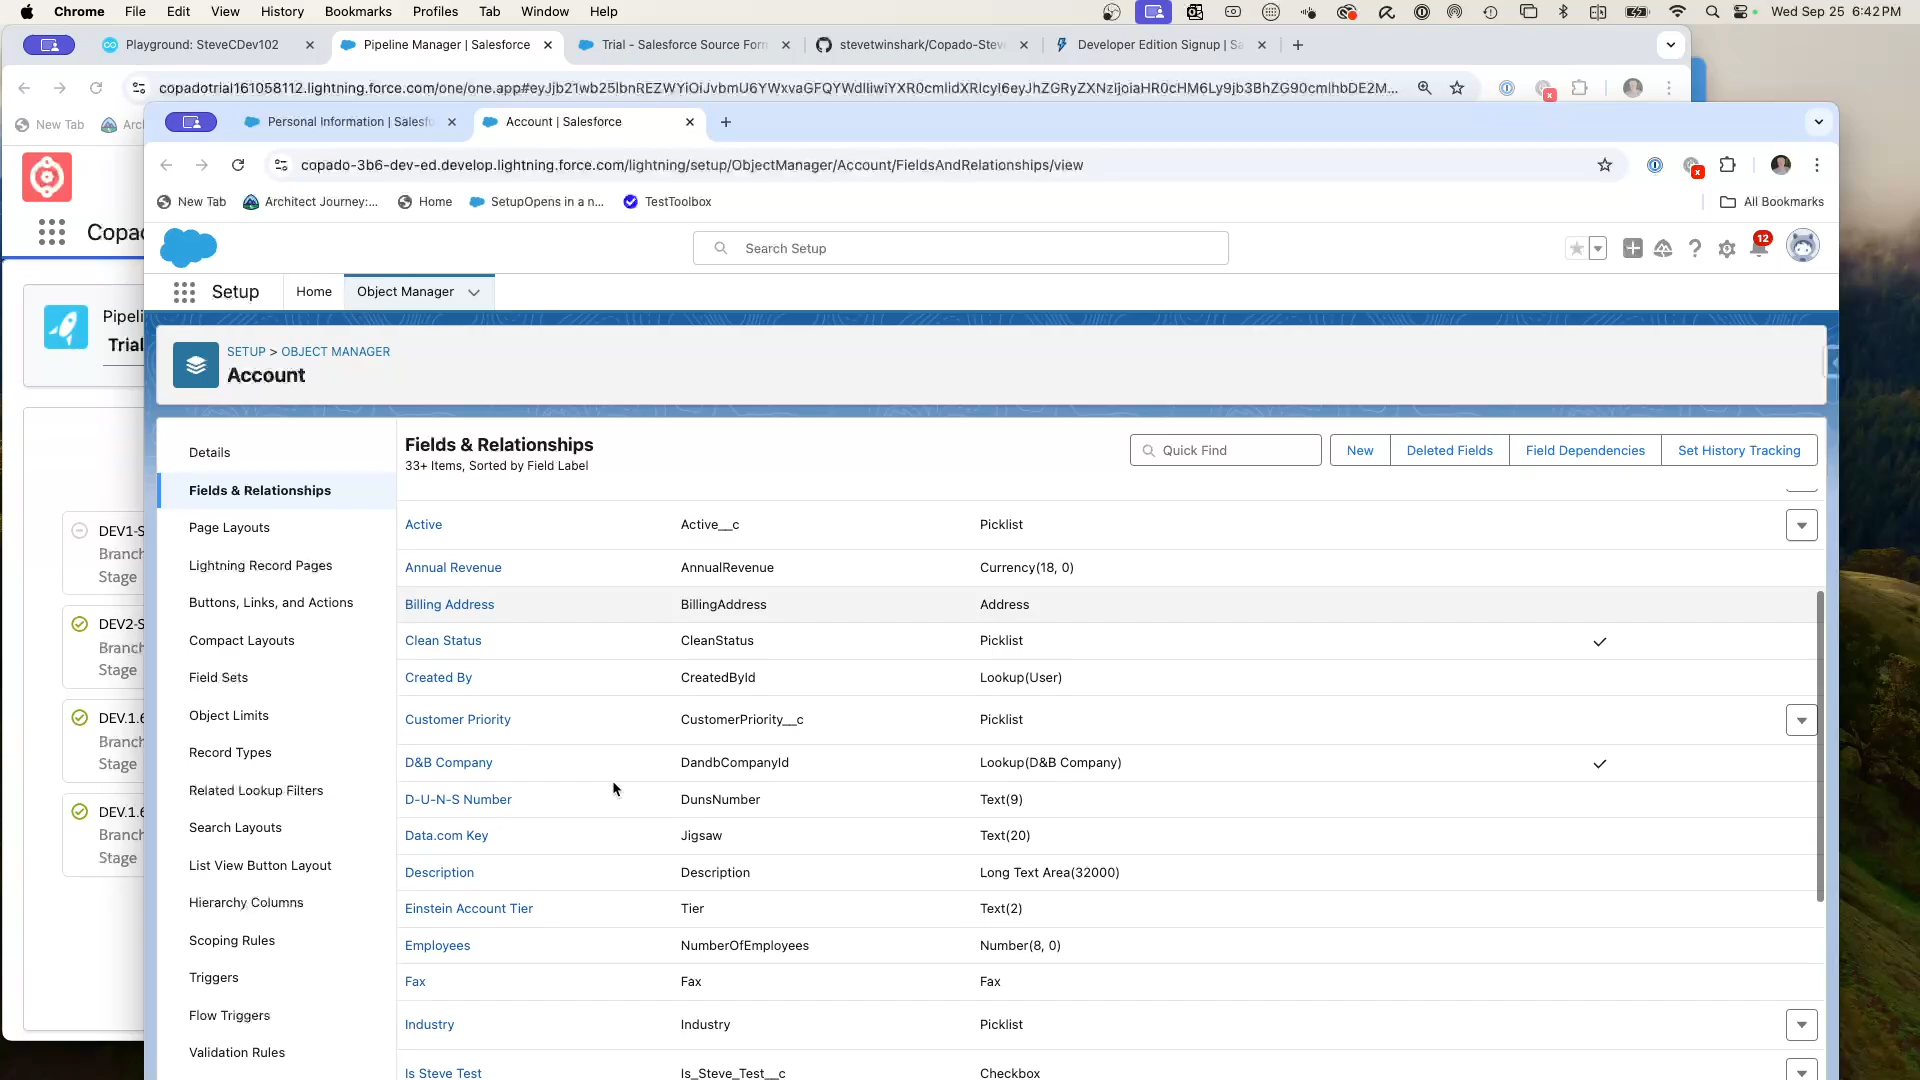 Chrome File Edit View History Bookmarks Profiles Tab Window Help Wed Sep 25 6:42 PM
Playground: SteveCDev102 Pipeline Manager | Salesforce Trial - Salesforce Source Form stevetwinshark/Copado-Steve Developer Edition Signup | Sa
copadotrial161058112.lightning.force.com/one/one.app#
New Tab Arc
Personal Information | Salesfo Account | Salesforce
copado-3b6-dev-ed.develop.lightning.force.com/lightning/setup/ObjectManager/Account/FieldsAndRelationships/view
New Tab Architect Journey:... Home SetupOpens in a n... TestToolbox All Bookmarks
Copad
Search Setup
12
Setup Home Object Manager
Pipeli
Trial
SETUP > OBJECT MANAGER
Account
Details
Fields & Relationships
Page Layouts
Lightning Record Pages
Buttons, Links, and Actions
Compact Layouts
Field Sets
Object Limits
Record Types
Related Lookup Filters
Search Layouts
List View Button Layout
Hierarchy Columns
Scoping Rules
Triggers
Flow Triggers
Validation Rules
DEV1-S
Branch
Stage
DEV2-S
Branch
Stage
DEV.1.6
Branch
Stage
DEV.1.6
Branch
Stage
Fields & Relationships
33+ Items, Sorted by Field Label
Quick Find New Deleted Fields Field Dependencies Set History Tracking
Active Active__c Picklist
Annual Revenue AnnualRevenue Currency(18, 0)
Billing Address BillingAddress Address
Clean Status CleanStatus Picklist
Created By CreatedById Lookup(User)
Customer Priority CustomerPriority__c Picklist
D&B Company DandbCompanyId Lookup(D&B Company)
D-U-N-S Number DunsNumber Text(9)
Data.com Key Jigsaw Text(20)
Description Description Long Text Area(32000)
Einstein Account Tier Tier Text(2)
Employees NumberOfEmployees Number(8, 0)
Fax Fax Fax
Industry Industry Picklist
Is Steve Test Is_Steve_Test__c Checkbox